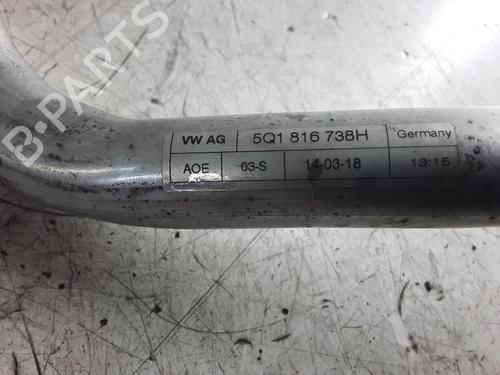 B-PARTS
VW AG 5Q1 816 738H Germany
AOE 03-S 14-03-18 13:15